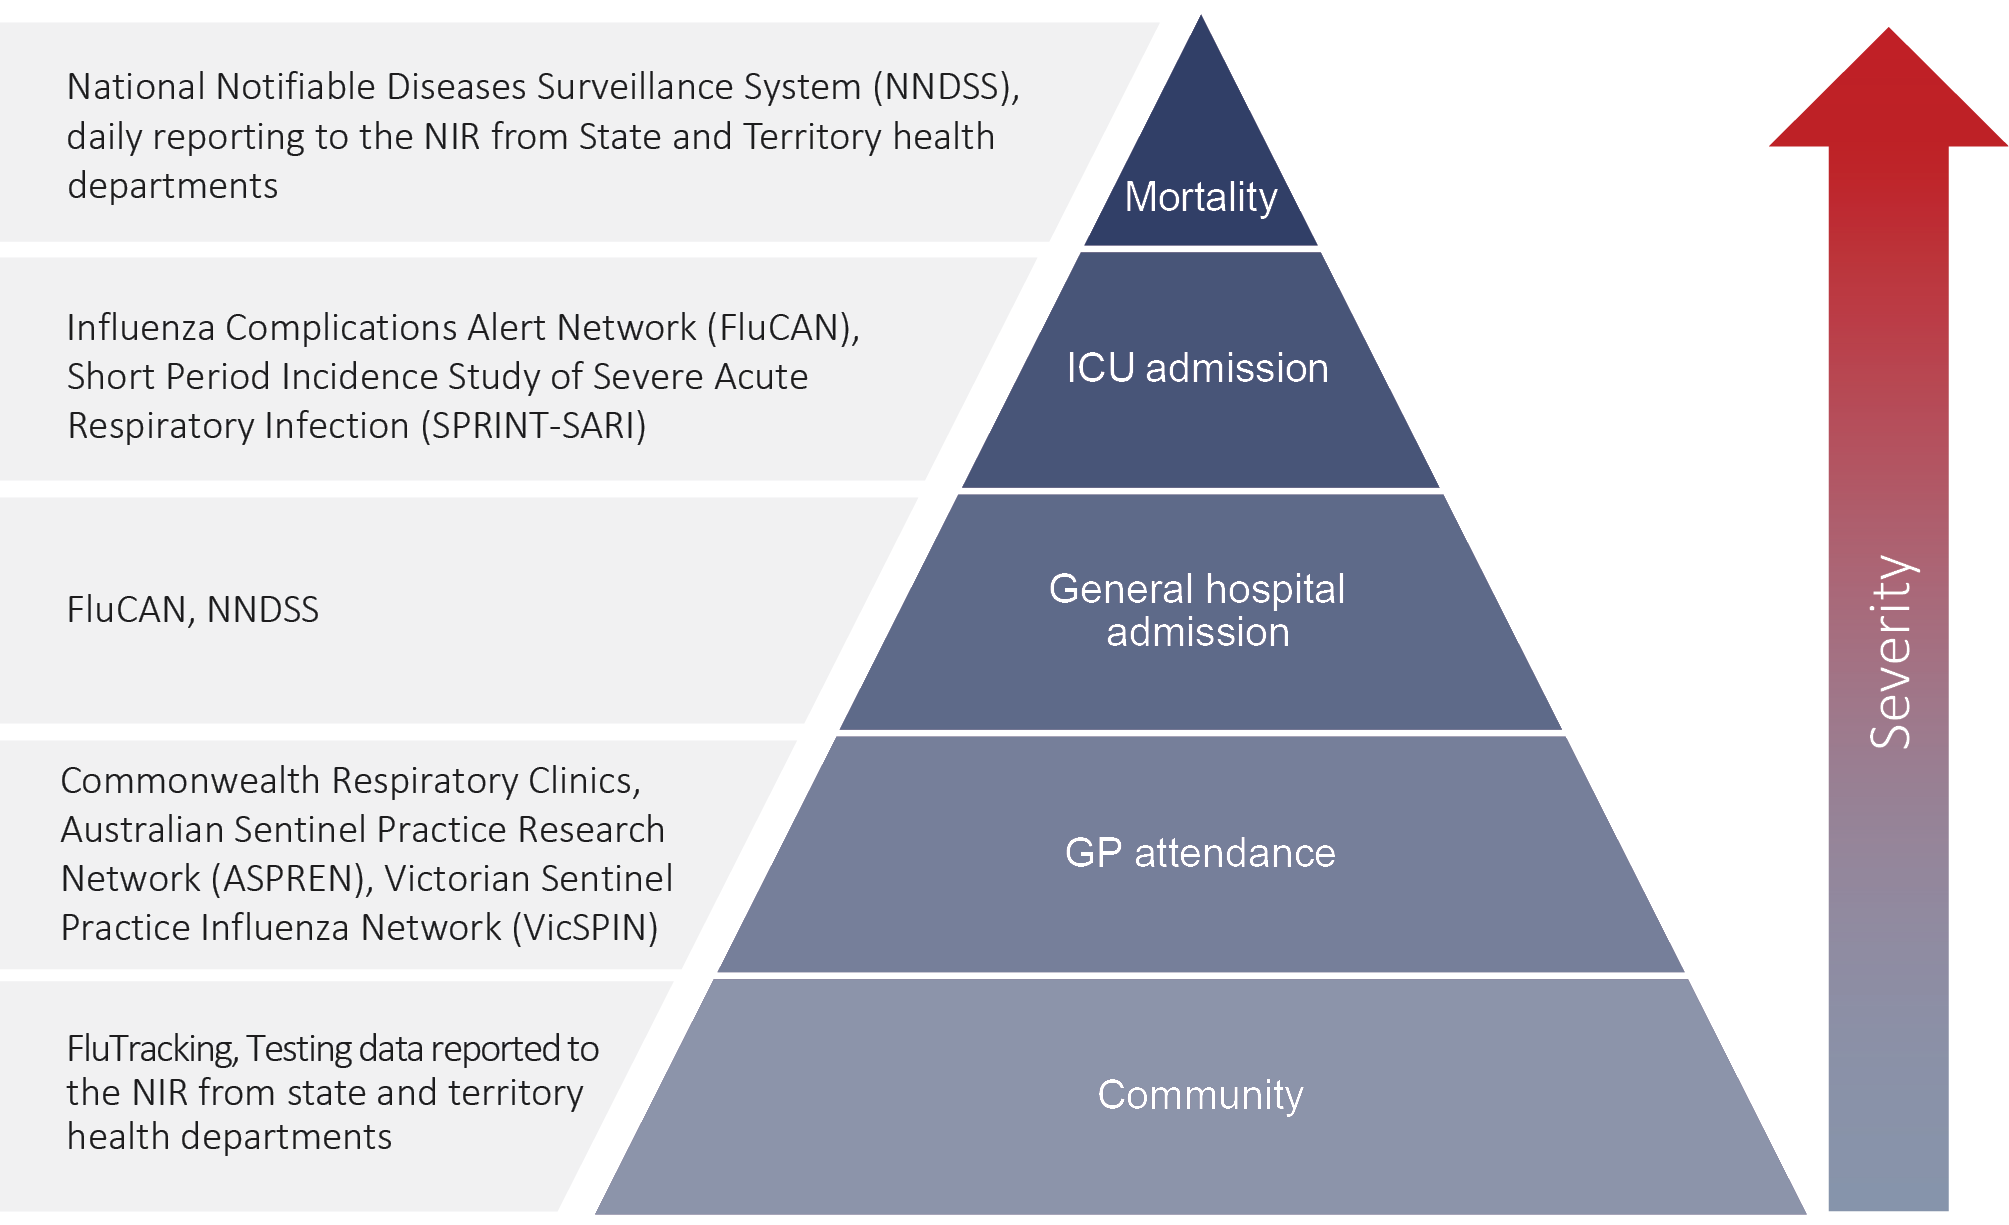 National Notifiable Diseases Surveillance System (NNDSS),
daily reporting to the NIR from State and Territory health
departments
Mortality
Influenza Complications Alert Network (FluCAN),
Short Period Incidence Study of Severe Acute
Respiratory Infection (SPRINT-SARI)
ICU admission
FluCAN, NNDSS
General hospital
admission
Commonwealth Respiratory Clinics,
Australian Sentinel Practice Research
Network (ASPREN), Victorian Sentinel
Practice Influenza Network (VicSPIN)
GP attendance
FluTracking, Testing data reported to
the NIR from state and territory
health departments
Community
Severity